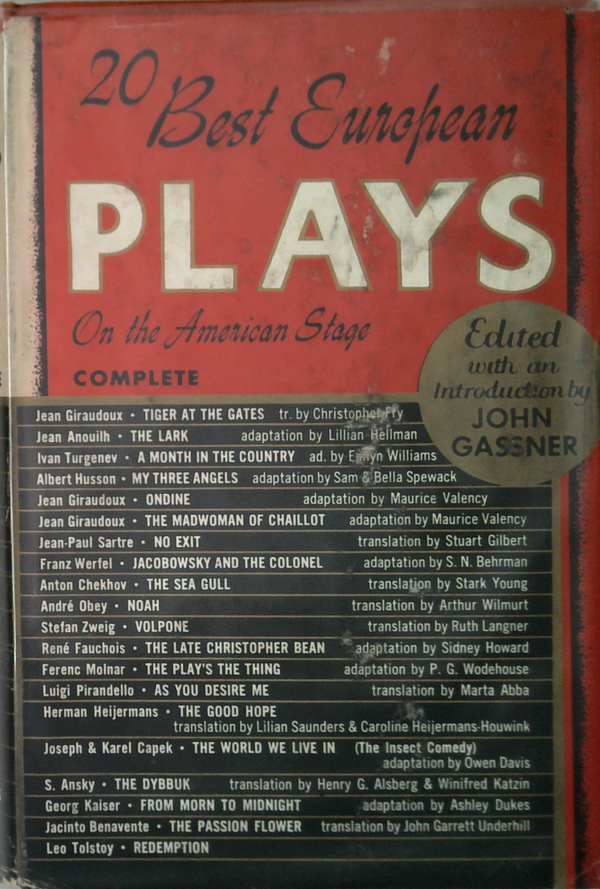 20 Best European
PLAYS
On the American Stage
COMPLETE
Edited
with an
Introduction by
JOHN
GASSNER
Jean Giraudoux • TIGER AT THE GATES tr. by Christopher Fry
Jean Anouilh • THE LARK adaptation by Lillian Hellman
Ivan Turgenev • A MONTH IN THE COUNTRY ad. by Emlyn Williams
Albert Husson • MY THREE ANGELS adaptation by Sam & Bella Spewack
Jean Giraudoux • ONDINE adaptation by Maurice Valency
Jean Giraudoux • THE MADWOMAN OF CHAILLOT adaptation by Maurice Valency
Jean-Paul Sartre • NO EXIT translation by Stuart Gilbert
Franz Werfel • JACOBOWSKY AND THE COLONEL adaptation by S. N. Behrman
Anton Chekhov • THE SEA GULL translation by Stark Young
André Obey • NOAH translation by Arthur Wilmurt
Stefan Zweig • VOLPONE translation by Ruth Langner
René Fauchois • THE LATE CHRISTOPHER BEAN adaptation by Sidney Howard
Ferenc Molnar • THE PLAY'S THE THING adaptation by P. G. Wodehouse
Luigi Pirandello • AS YOU DESIRE ME translation by Marta Abba
Herman Heijermans • THE GOOD HOPE
translation by Lilian Saunders & Caroline Heijermans-Houwink
Joseph & Karel Capek • THE WORLD WE LIVE IN (The Insect Comedy)
adaptation by Owen Davis
S. Ansky • THE DYBBUK translation by Henry G. Alsberg & Winifred Katzin
Georg Kaiser • FROM MORN TO MIDNIGHT adaptation by Ashley Dukes
Jacinto Benavente • THE PASSION FLOWER translation by John Garrett Underhill
Leo Tolstoy • REDEMPTION